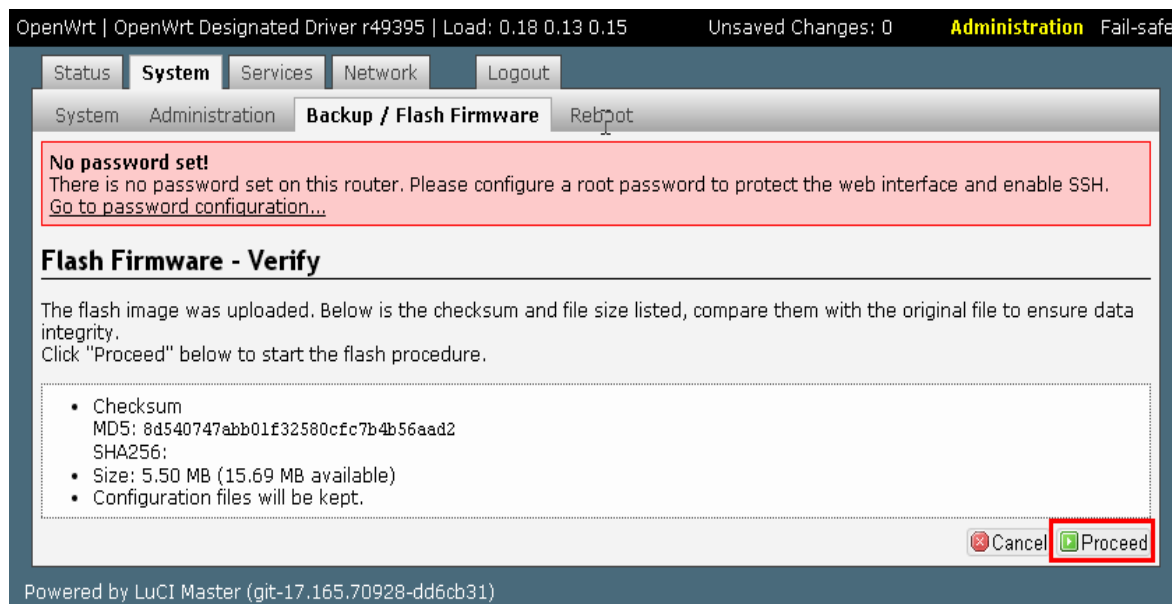 OpenWrt | OpenWrt Designated Driver r49395 | Load: 0.18 0.13 0.15 Unsaved Changes: 0 Administration Fail-safe
Status System Services Network Logout
System Administration Backup / Flash Firmware Reboot
No password set!
There is no password set on this router. Please configure a root password to protect the web interface and enable SSH.
Go to password configuration...
Flash Firmware - Verify
The flash image was uploaded. Below is the checksum and file size listed, compare them with the original file to ensure data
integrity.
Click "Proceed" below to start the flash procedure.
• Checksum
MD5: 8d540747abb01f32580cfc7b4b56aad2
SHA256:
• Size: 5.50 MB (15.69 MB available)
• Configuration files will be kept.
Cancel Proceed
Powered by LuCI Master (git-17.165.70928-dd6cb31)